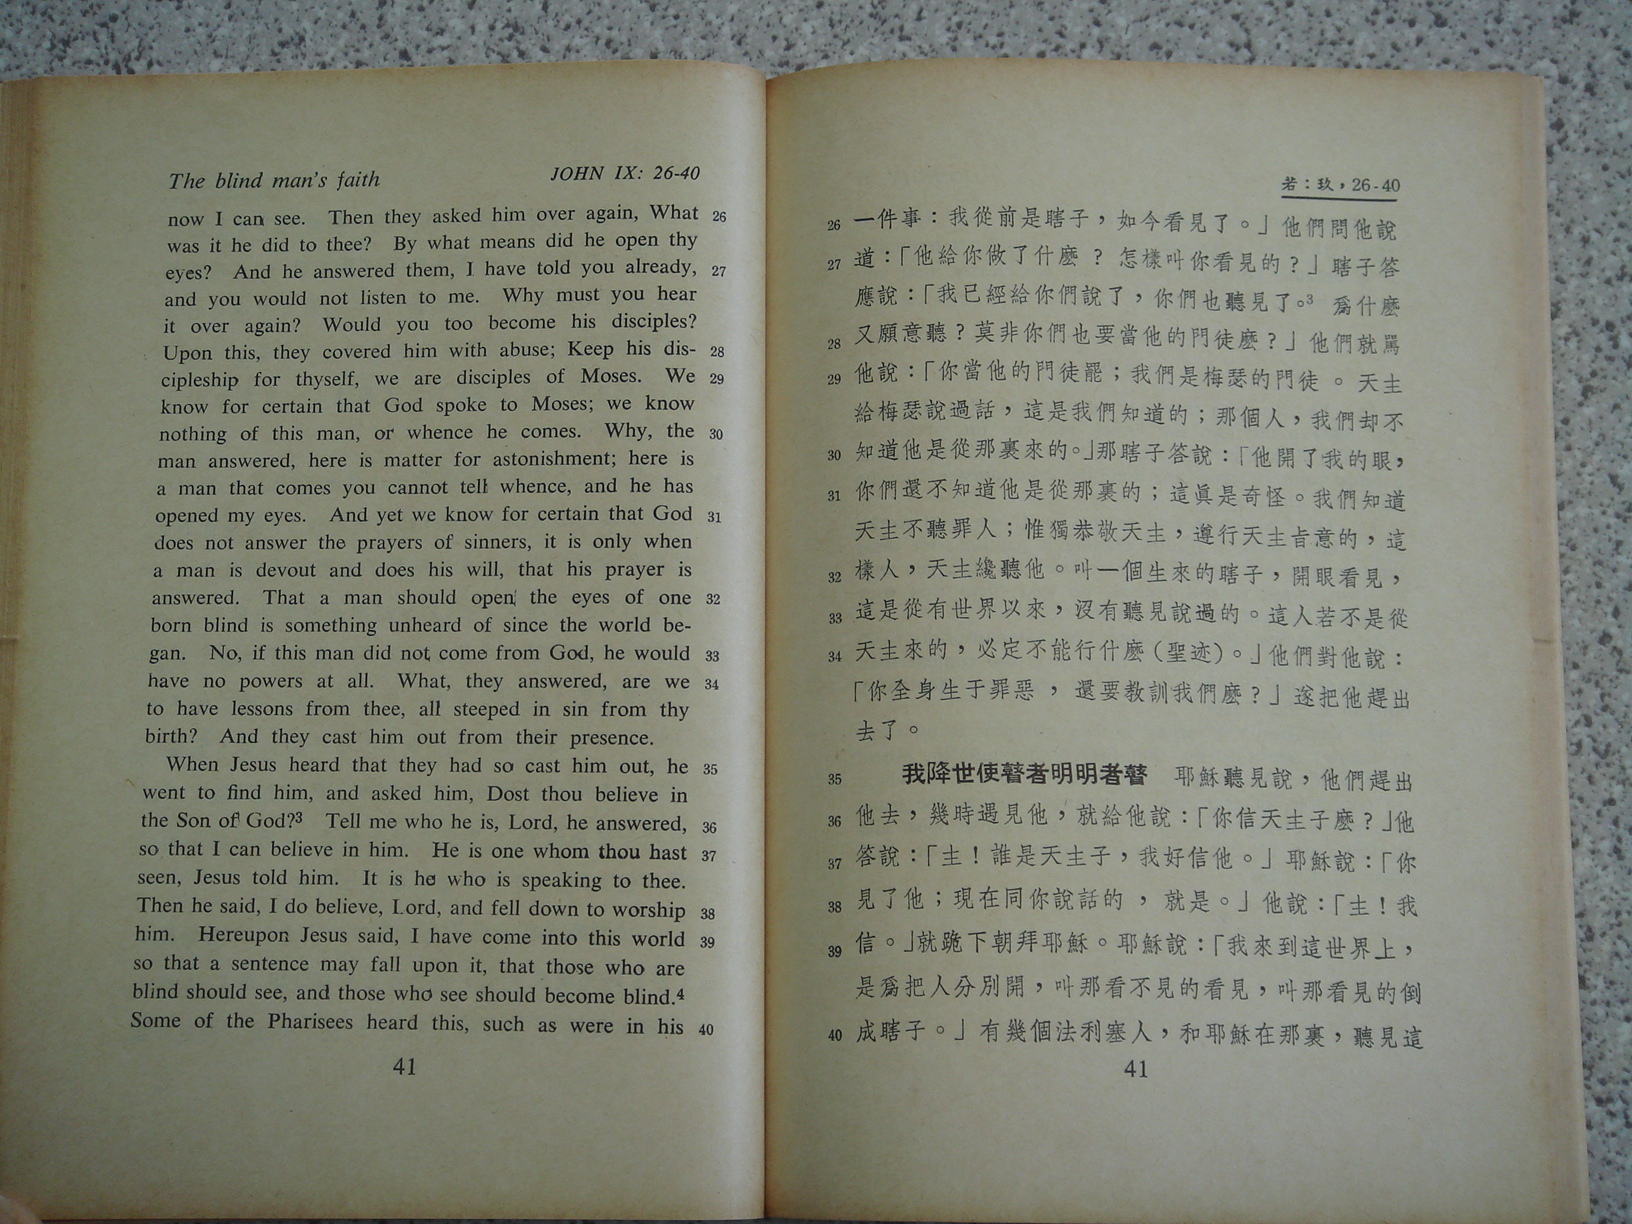 The blind man's faith JOHN IX: 26-40
now I can see. Then they asked him over again, What 26
was it he did to thee? By what means did he open thy
eyes? And he answered them, I have told you already, 27
and you would not listen to me. Why must you hear
it over again? Would you too become his disciples?
Upon this, they covered him with abuse; Keep his dis- 28
cipleship for thyself, we are disciples of Moses. We 29
know for certain that God spoke to Moses; we know
nothing of this man, or whence he comes. Why, the 30
man answered, here is matter for astonishment; here is
a man that comes you cannot tell whence, and he has
opened my eyes. And yet we know for certain that God 31
does not answer the prayers of sinners, it is only when
a man is devout and does his will, that his prayer is
answered. That a man should open the eyes of one 32
born blind is something unheard of since the world be-
gan. No, if this man did not come from God, he would 33
have no powers at all. What, they answered, are we 34
to have lessons from thee, all steeped in sin from thy
birth? And they cast him out from their presence.
When Jesus heard that they had so cast him out, he 35
went to find him, and asked him, Dost thou believe in
the Son of God?³ Tell me who he is, Lord, he answered, 36
so that I can believe in him. He is one whom thou hast 37
seen, Jesus told him. It is he who is speaking to thee.
Then he said, I do believe, Lord, and fell down to worship 38
him. Hereupon Jesus said, I have come into this world 39
so that a sentence may fall upon it, that those who are
blind should see, and those who see should become blind.⁴
Some of the Pharisees heard this, such as were in his 40
41
若：玖，26-40
26 一件事：我從前是瞎子，如今看見了。」他們問他說
27 道：「他給你做了什麼？怎樣叫你看見的？」瞎子答
應說：「我已經給你們說了，你們也聽見了。³ 爲什麼
28 又願意聽？莫非你們也要當他的門徒麼？」他們就罵
29 他說：「你當他的門徒罷；我們是梅瑟的門徒。天主
給梅瑟說過話，這是我們知道的；那個人，我們却不
30 知道他是從那裏來的。」那瞎子答說：「他開了我的眼，
31 你們還不知道他是從那裏的；這眞是奇怪。我們知道
天主不聽罪人；惟獨恭敬天主，遵行天主旨意的，這
32 樣人，天主纔聽他。叫一個生來的瞎子，開眼看見，
33 這是從有世界以來，沒有聽見說過的。這人若不是從
34 天主來的，必定不能行什麼（聖迹）。」他們對他說：
「你全身生于罪惡，還要教訓我們麼？」遂把他趕出
去了。
35 我降世使瞽者明明者瞽 耶穌聽見說，他們趕出
36 他去，幾時遇見他，就給他說：「你信天主子麼？」他
37 答說：「主！誰是天主子，我好信他。」耶穌說：「你
38 見了他；現在同你說話的，就是。」他說：「主！我
39 信。」就跪下朝拜耶穌。耶穌說：「我來到這世界上，
是爲把人分別開，叫那看不見的看見，叫那看見的倒
40 成瞎子。」有幾個法利塞人，和耶穌在那裏，聽見這
41